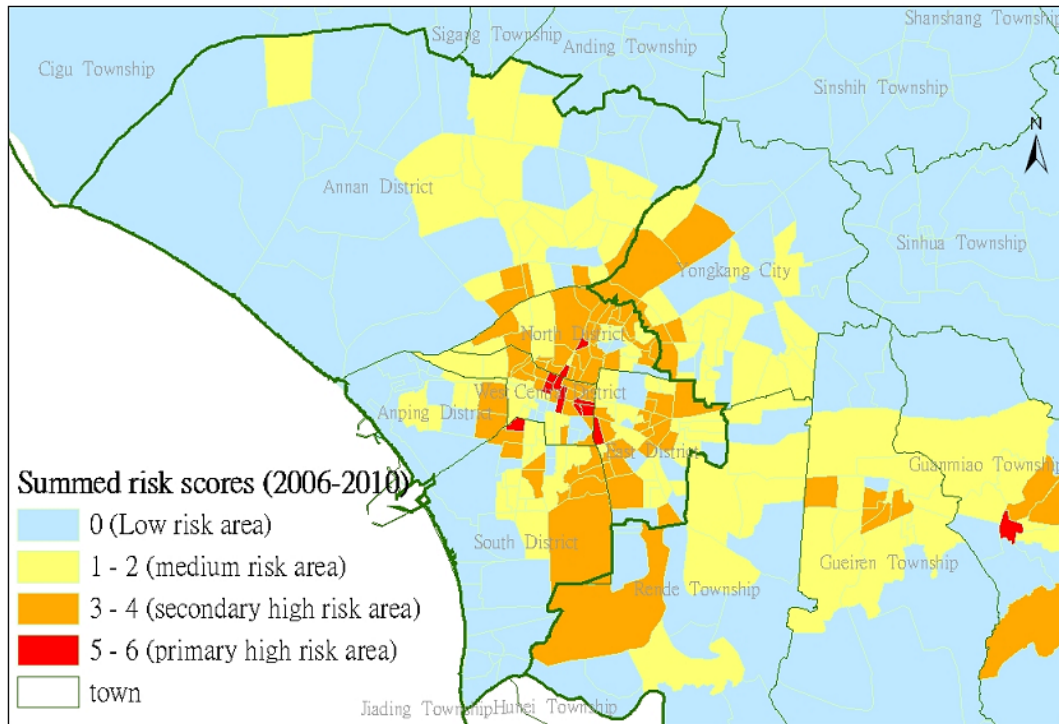 Shanshang Township
Sigang Township
Anding Township
Cigu Township
Sinshih Township
N
Annan District
Sinhua Township
Yongkang City
North District
West Central District
Anping District
East District
Guanmiao Township
Summed risk scores (2006-2010)
0 (Low risk area)
South District
1 - 2 (medium risk area)
Gueiren Township
Rende Township
3 - 4 (secondary high risk area)
5 - 6 (primary high risk area)
town
Jiading Township
Hunei Township